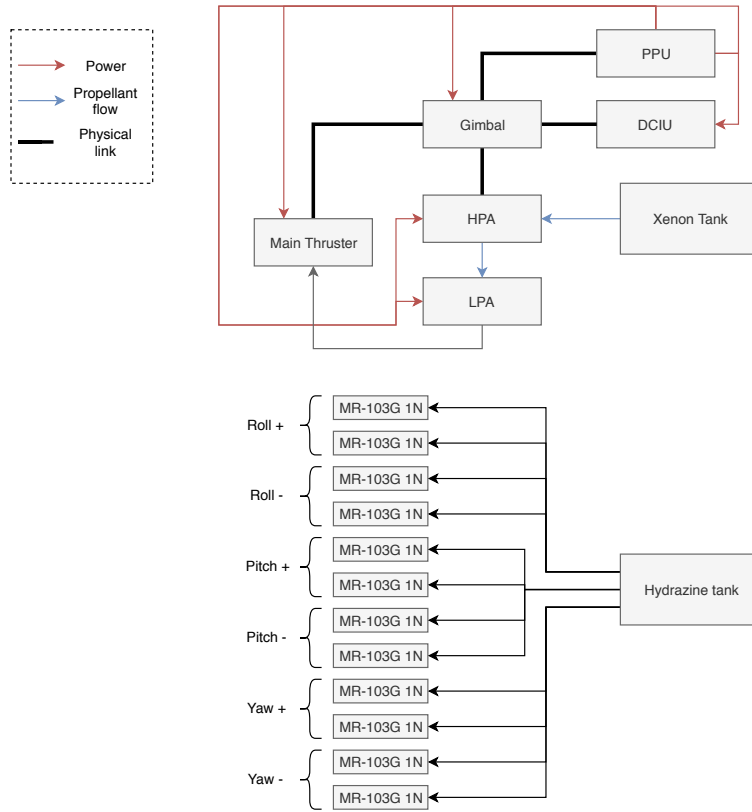 Power
Propellant
flow
Physical
link
PPU
Gimbal
DCIU
Main Thruster
HPA
Xenon Tank
LPA
Roll +
MR-103G 1N
MR-103G 1N
Roll -
MR-103G 1N
MR-103G 1N
Pitch +
MR-103G 1N
MR-103G 1N
Hydrazine tank
Pitch -
MR-103G 1N
MR-103G 1N
Yaw +
MR-103G 1N
MR-103G 1N
Yaw -
MR-103G 1N
MR-103G 1N